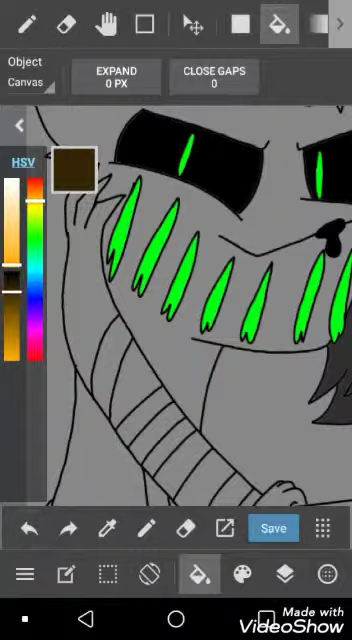 Object
Canvas
EXPAND
0 PX
CLOSE GAPS
0
HSV
Save
Made with
VideoShow